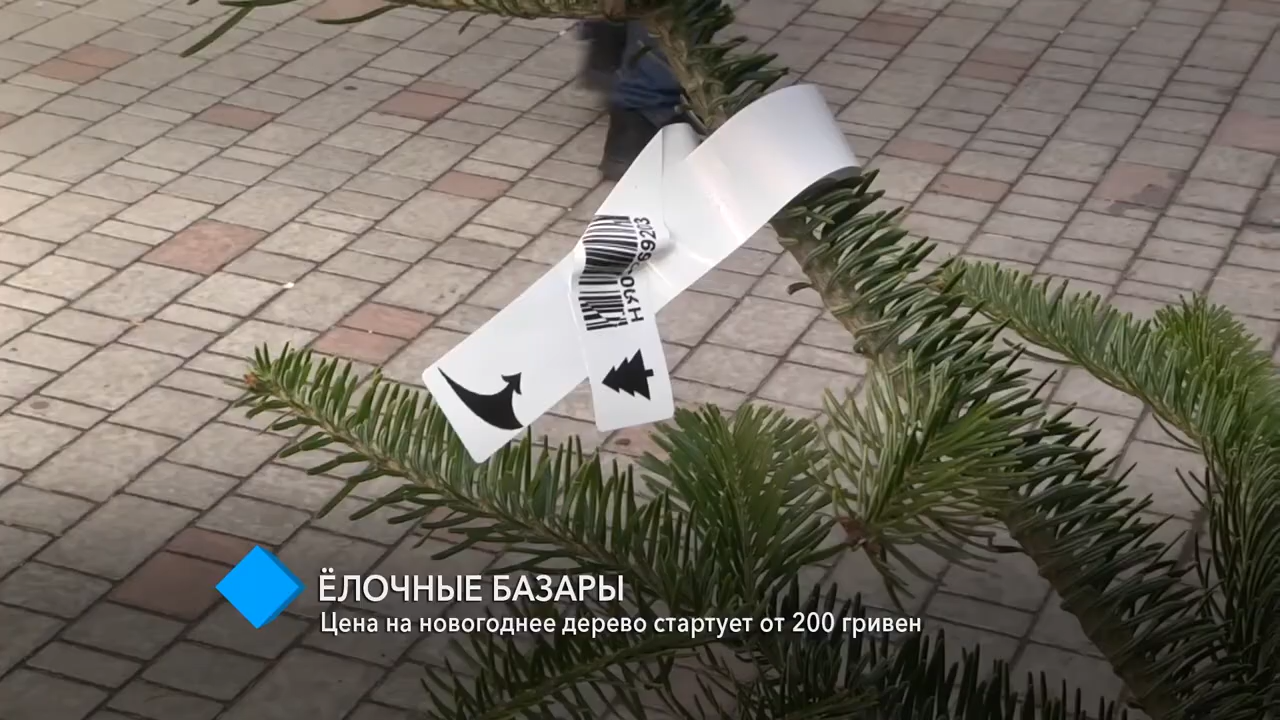 ЁЛОЧНЫЕ БАЗАРЫ
Цена на новогоднее дерево стартует от 200 гривен